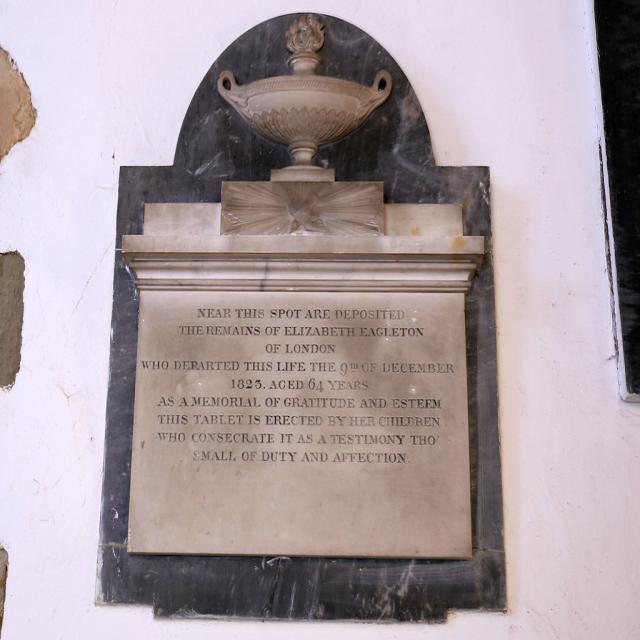 NEAR THIS SPOT ARE DEPOSITED
THE REMAINS OF ELIZABETH EAGLETON
OF LONDON
WHO DEPARTED THIS LIFE THE 9TH OF DECEMBER
1823. AGED 64 YEARS
AS A MEMORIAL OF GRATITUDE AND ESTEEM
THIS TABLET IS ERECTED BY HER CHILDREN
WHO CONSECRATE IT AS A TESTIMONY THO'
SMALL OF DUTY AND AFFECTION.